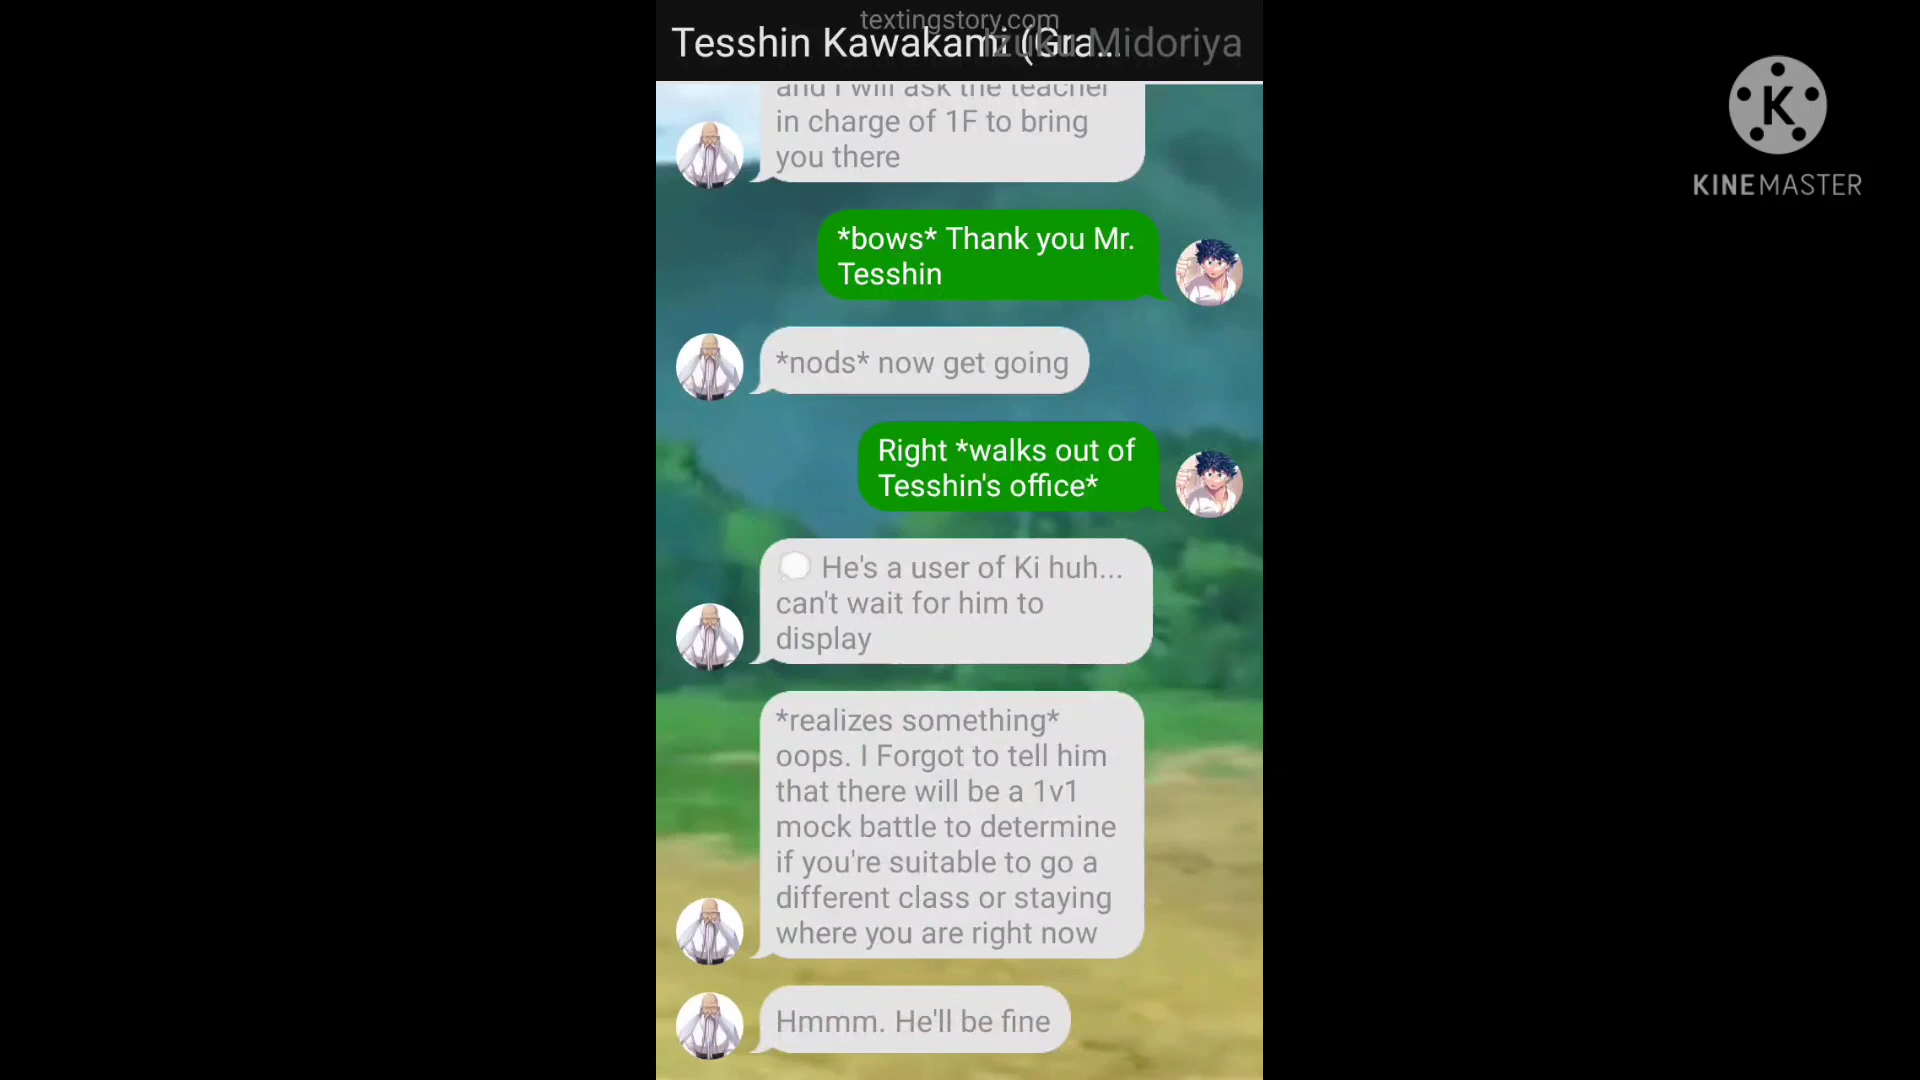 textingstory.com
Tesshin Kawakami (Gra... Izuku Midoriya
and I will ask the teacher
in charge of 1F to bring
you there
*bows* Thank you Mr.
Tesshin
*nods* now get going
Right *walks out of
Tesshin's office*
He's a user of Ki huh...
can't wait for him to
display
*realizes something*
oops. I Forgot to tell him
that there will be a 1v1
mock battle to determine
if you're suitable to go a
different class or staying
where you are right now
Hmmm. He'll be fine
K
KINEMASTER